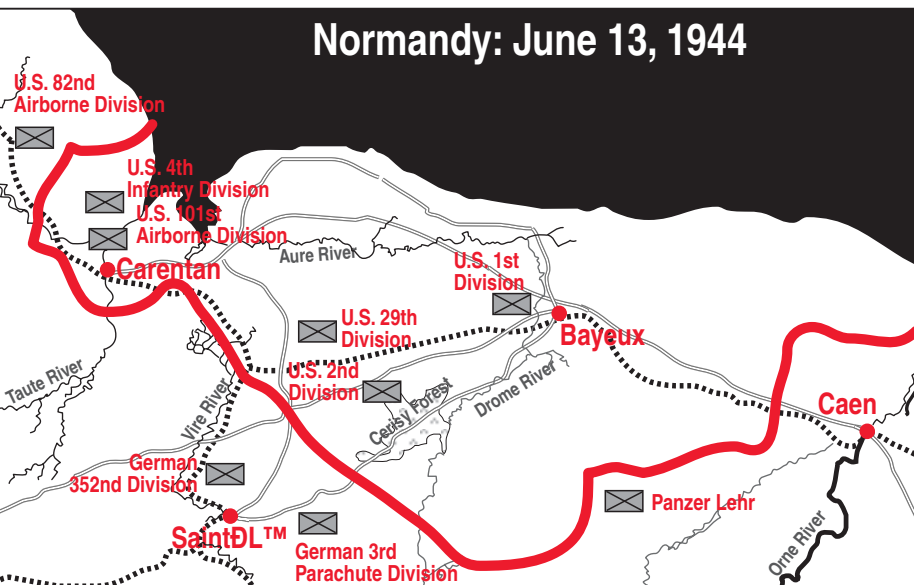 Normandy: June 13, 1944
U.S. 82nd
Airborne Division
U.S. 4th
Infantry Division
U.S. 101st
Airborne Division
Carentan
Aure River
U.S. 1st
Division
U.S. 29th
Division
Bayeux
U.S. 2nd
Division
Taute River
Vire River
Cerisy Forest
Drome River
Caen
German
352nd Division
Panzer Lehr
SaintĐL™
German 3rd
Parachute Division
Orne River